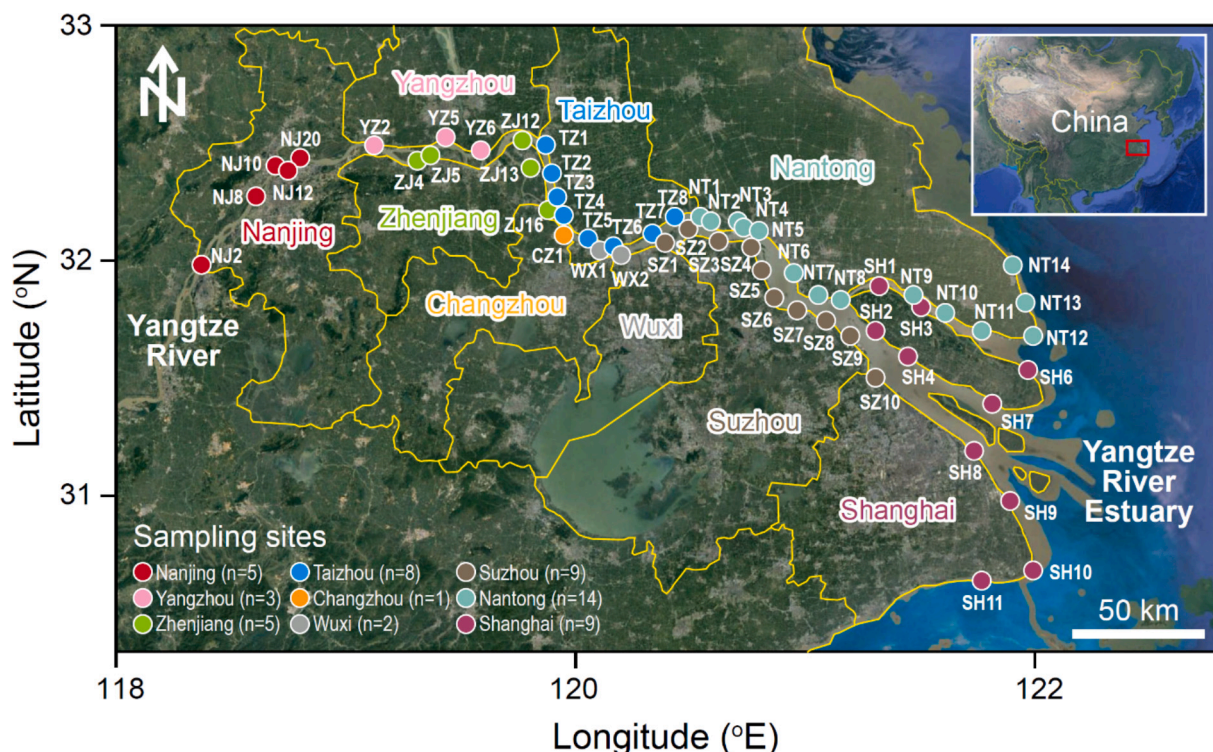 33
32
31
Latitude (°N)
118
120
122
Longitude (°E)
N
China
Yangzhou
Taizhou
Nantong
Nanjing
Zhenjiang
Changzhou
Wuxi
Suzhou
Shanghai
Yangtze
River
Yangtze
River
Estuary
NJ20
NJ10
NJ12
NJ8
NJ2
YZ2
YZ5
YZ6
ZJ12
ZJ4
ZJ5
ZJ13
ZJ16
TZ1
TZ2
TZ3
TZ4
TZ5
TZ6
TZ7
TZ8
CZ1
WX1
WX2
NT1
NT2
NT3
NT4
NT5
NT6
NT7
NT8
NT9
NT10
NT11
NT12
NT13
NT14
SZ1
SZ2
SZ3
SZ4
SZ5
SZ6
SZ7
SZ8
SZ9
SZ10
SH1
SH2
SH3
SH4
SH6
SH7
SH8
SH9
SH10
SH11
Sampling sites
Nanjing (n=5)
Taizhou (n=8)
Suzhou (n=9)
Yangzhou (n=3)
Changzhou (n=1)
Nantong (n=14)
Zhenjiang (n=5)
Wuxi (n=2)
Shanghai (n=9)
50 km